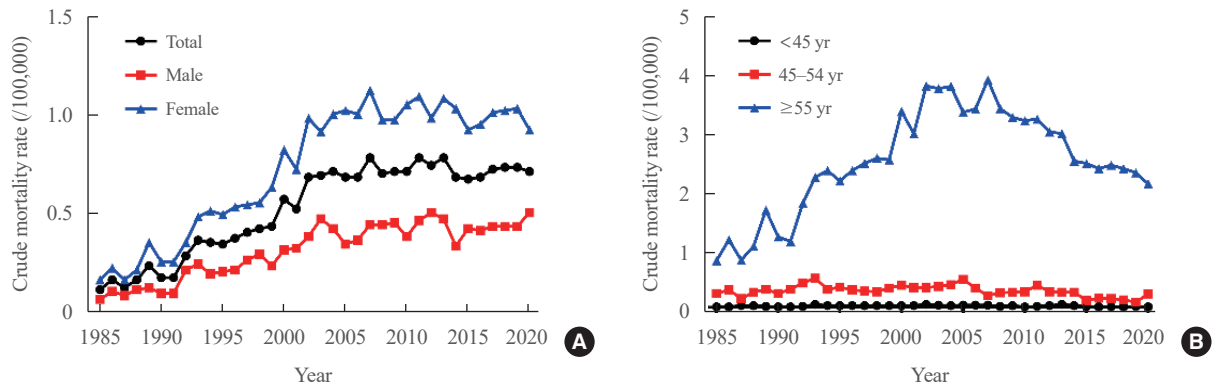 1.5
1.0
0.5
0
Crude mortality rate (/100,000)
Total
Male
Female
1985 1990 1995 2000 2005 2010 2015 2020
Year
A
5
4
3
2
1
0
Crude mortality rate (/100,000)
<45 yr
45–54 yr
≥55 yr
1985 1990 1995 2000 2005 2010 2015 2020
Year
B